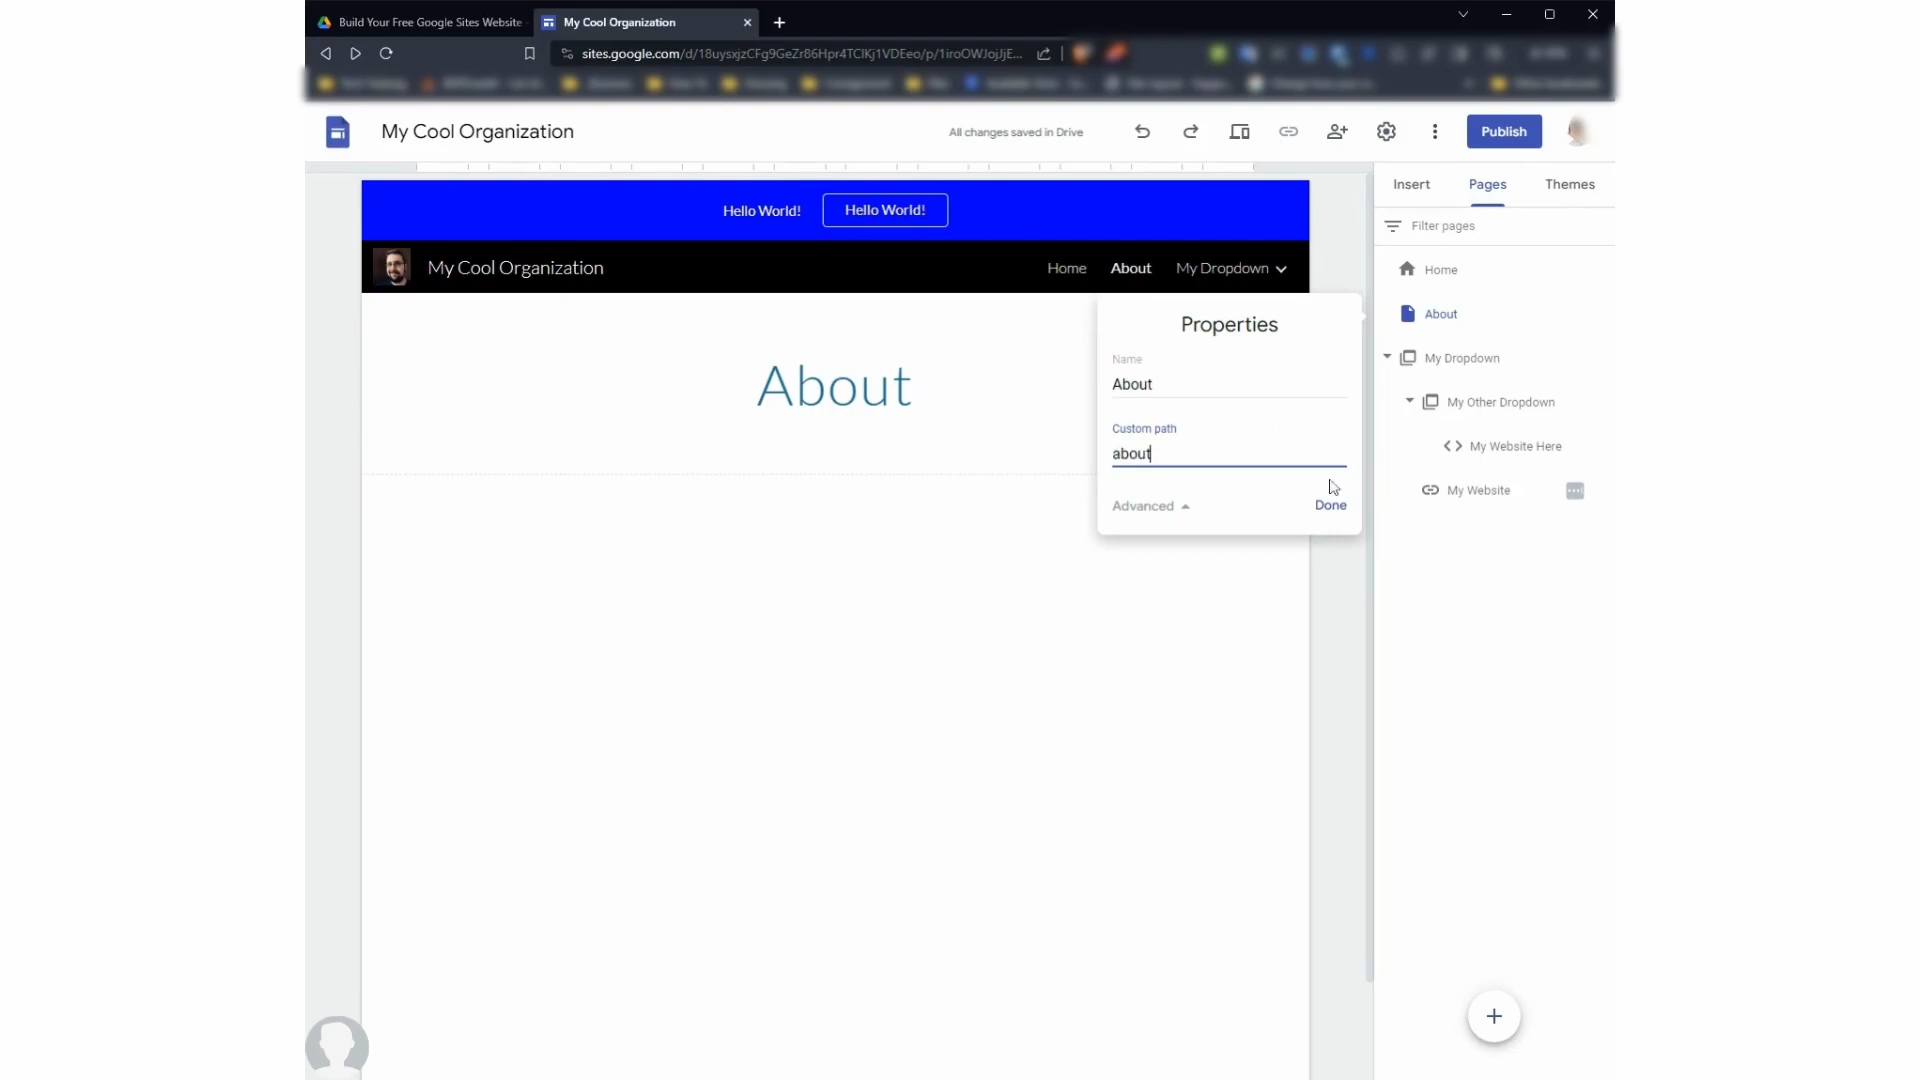 Build Your Free Google Sites Website
My Cool Organization
sites.google.com/d/18uysxjzCFg9GeZr86Hpr4TClKj1VDEeo/p/1iroOWJojJjE...
My Cool Organization
All changes saved in Drive
Publish
Insert
Pages
Themes
Filter pages
Hello World!
Hello World!
My Cool Organization
Home
About
My Dropdown
Home
About
My Dropdown
My Other Dropdown
My Website Here
My Website
About
Properties
Name
About
Custom path
about
Advanced
Done